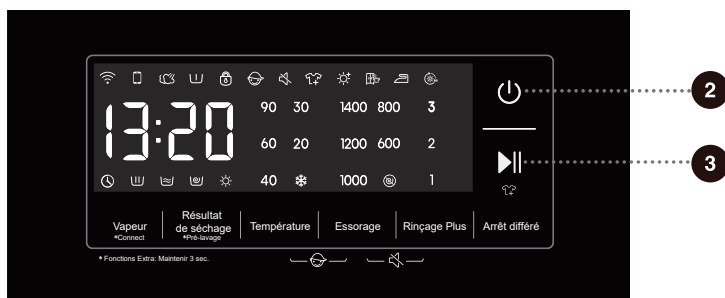 90 30 1400 800 3
13:20
60 20 1200 600 2
40 1000 1
Vapeur
*Connect
Résultat
de séchage
*Pré-lavage
Température
Essorage
Rinçage Plus
Arrêt différé
* Fonctions Extra: Maintenir 3 sec.
2
3